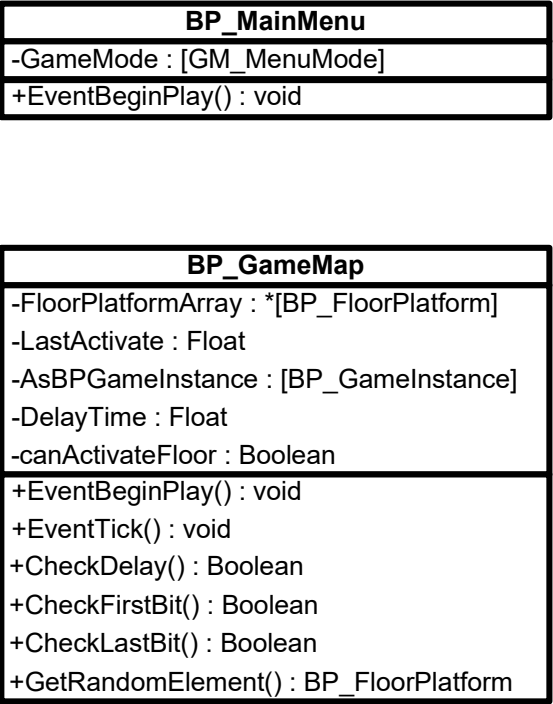 BP_MainMenu
-GameMode : [GM_MenuMode]
+EventBeginPlay() : void
BP_GameMap
-FloorPlatformArray : *[BP_FloorPlatform]
-LastActivate : Float
-AsBPGameInstance : [BP_GameInstance]
-DelayTime : Float
-canActivateFloor : Boolean
+EventBeginPlay() : void
+EventTick() : void
+CheckDelay() : Boolean
+CheckFirstBit() : Boolean
+CheckLastBit() : Boolean
+GetRandomElement() : BP_FloorPlatform